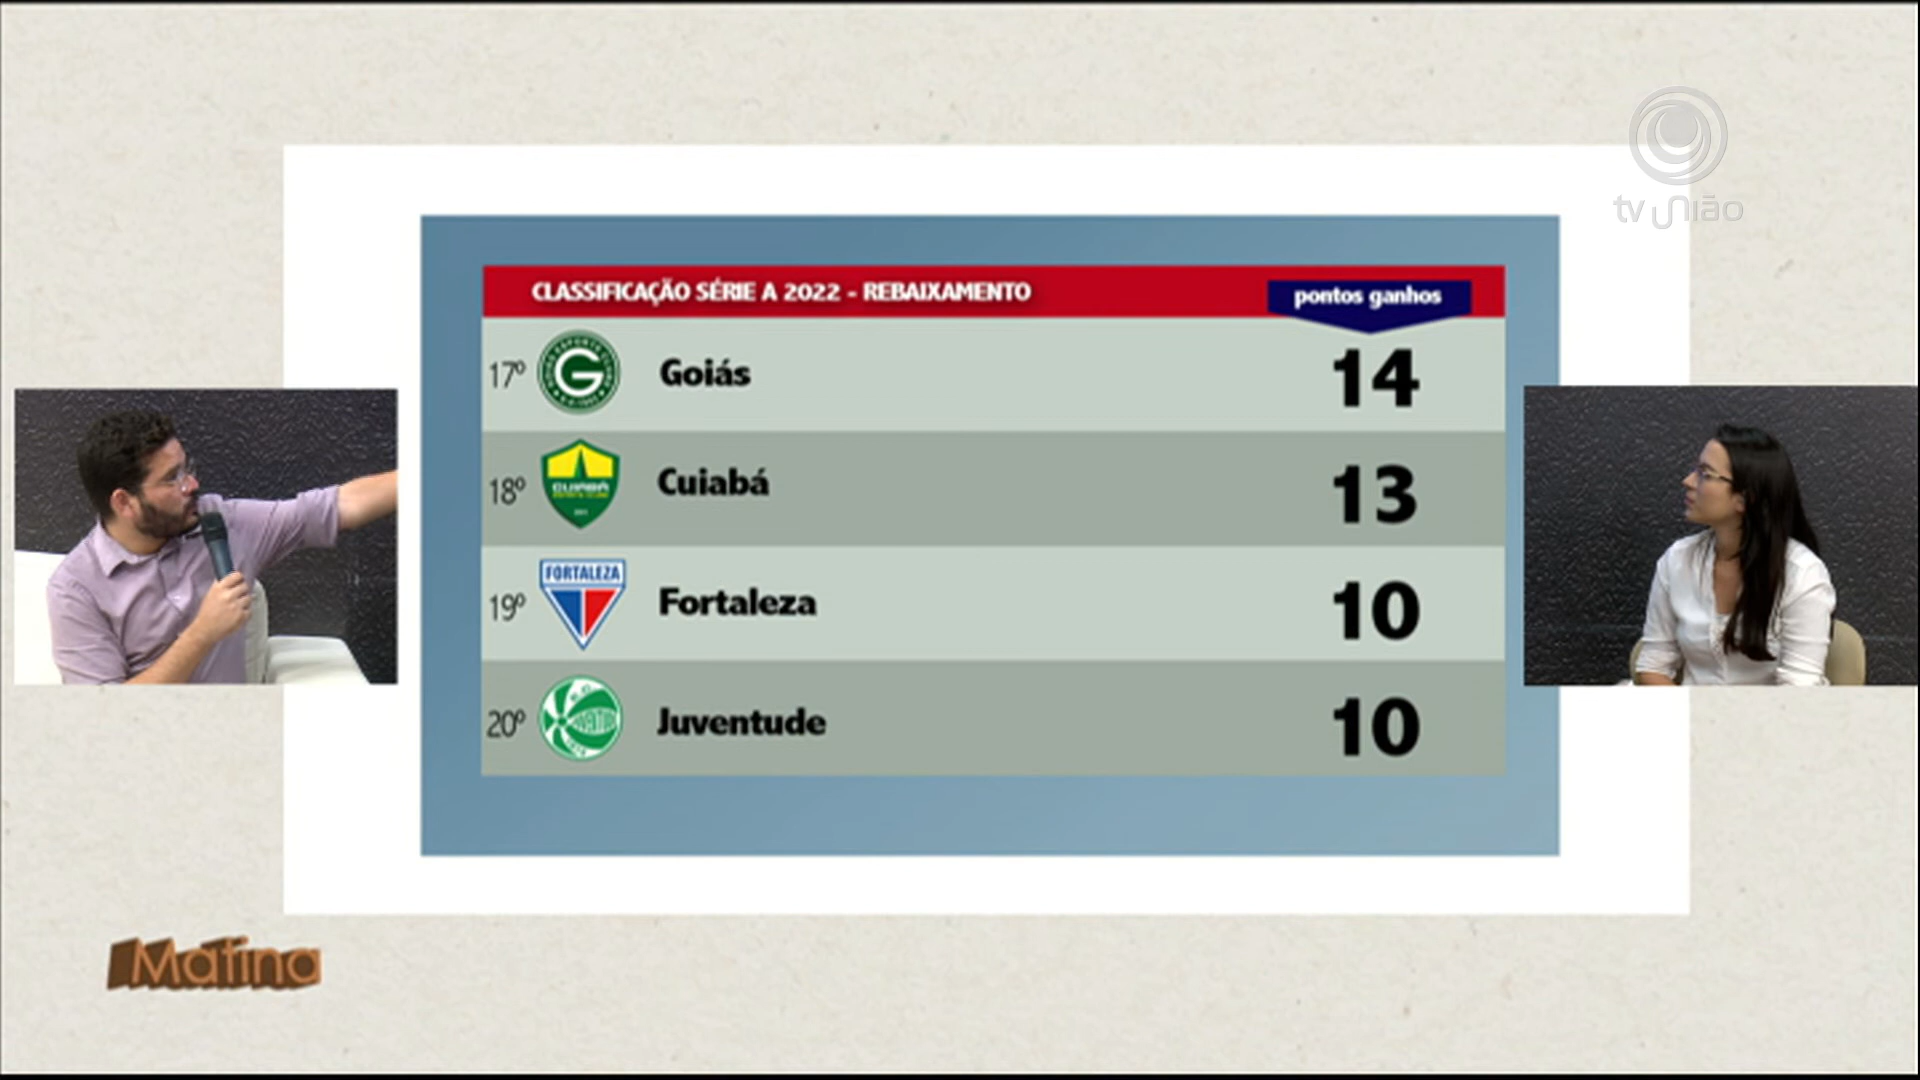 tv União
CLASSIFICAÇÃO SÉRIE A 2022 - REBAIXAMENTO
pontos ganhos
17º G Goiás 14
18º CUIABÁ Cuiabá 13
19º FORTALEZA Fortaleza 10
20º Juventude 10
Matina